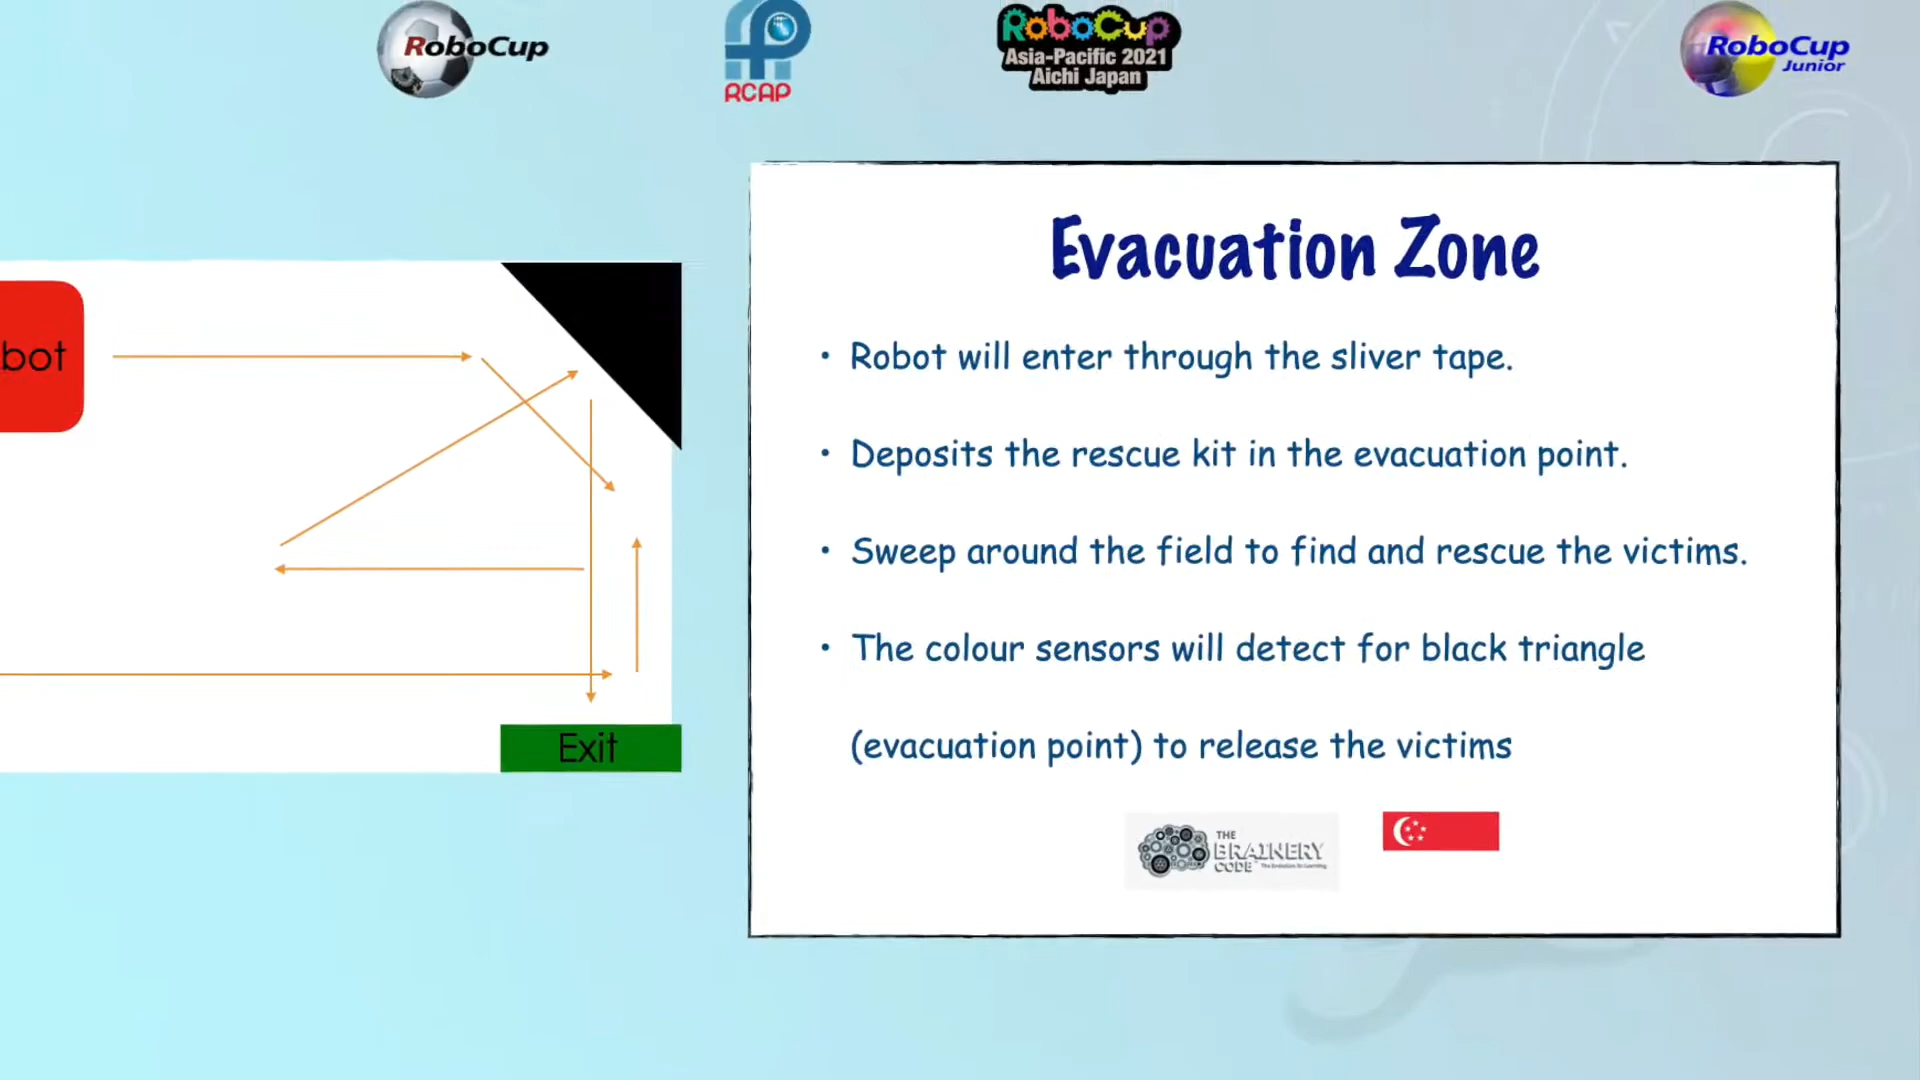 RoboCup
RCAP
RoboCup
Asia-Pacific 2021
Aichi Japan
RoboCup
Junior
bot
Exit
Evacuation Zone
• Robot will enter through the sliver tape.
• Deposits the rescue kit in the evacuation point.
• Sweep around the field to find and rescue the victims.
• The colour sensors will detect for black triangle
(evacuation point) to release the victims
THE
BRAINERY
CODE